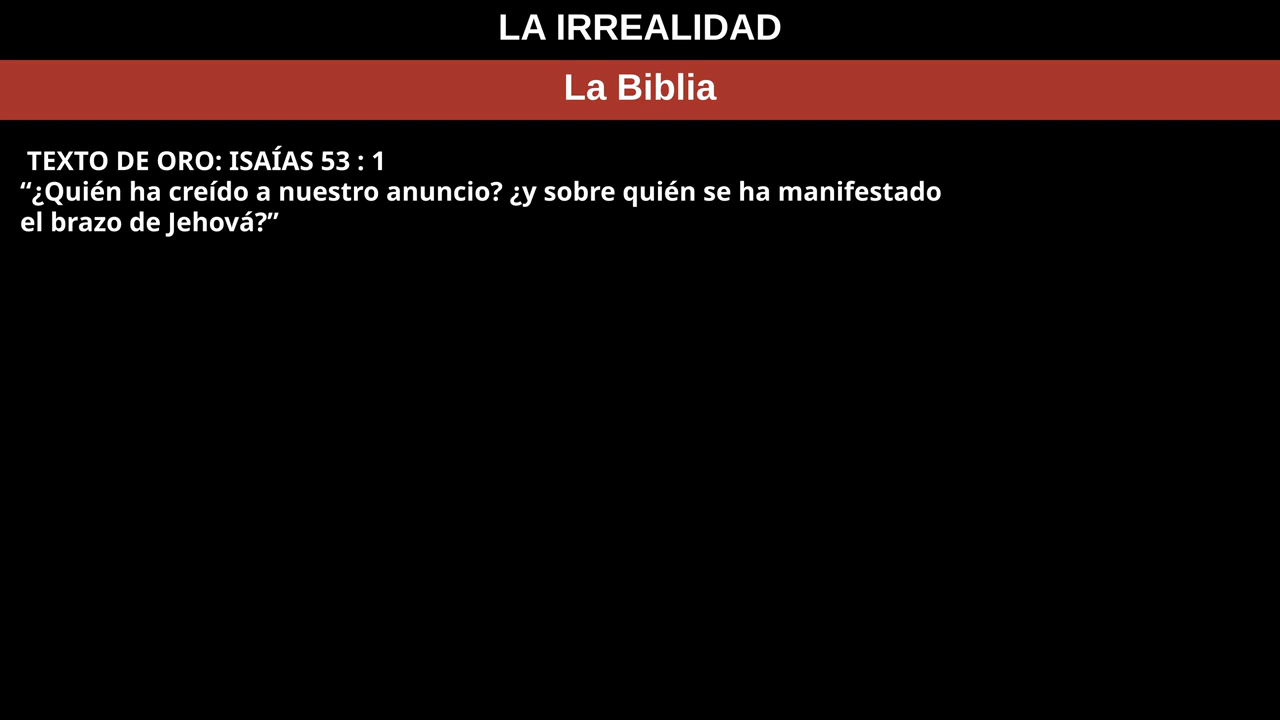 LA IRREALIDAD
La Biblia
TEXTO DE ORO: ISAÍAS 53 : 1
“¿Quién ha creído a nuestro anuncio? ¿y sobre quién se ha manifestado
el brazo de Jehová?”